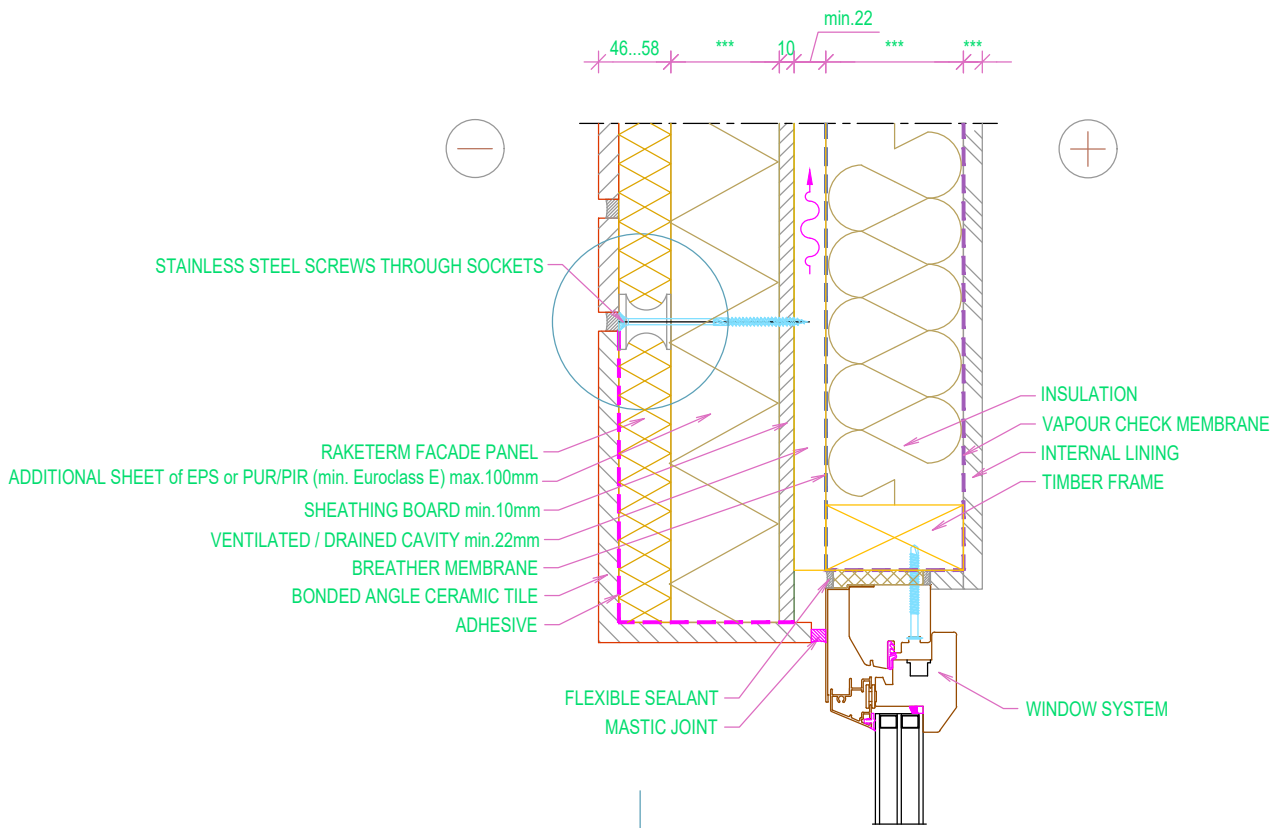 min.22
46...58
***
10
***
***
STAINLESS STEEL SCREWS THROUGH SOCKETS
RAKETERM FACADE PANEL
ADDITIONAL SHEET of EPS or PUR/PIR (min. Euroclass E) max.100mm
SHEATHING BOARD min.10mm
VENTILATED / DRAINED CAVITY min.22mm
BREATHER MEMBRANE
BONDED ANGLE CERAMIC TILE
ADHESIVE
FLEXIBLE SEALANT
MASTIC JOINT
INSULATION
VAPOUR CHECK MEMBRANE
INTERNAL LINING
TIMBER FRAME
WINDOW SYSTEM